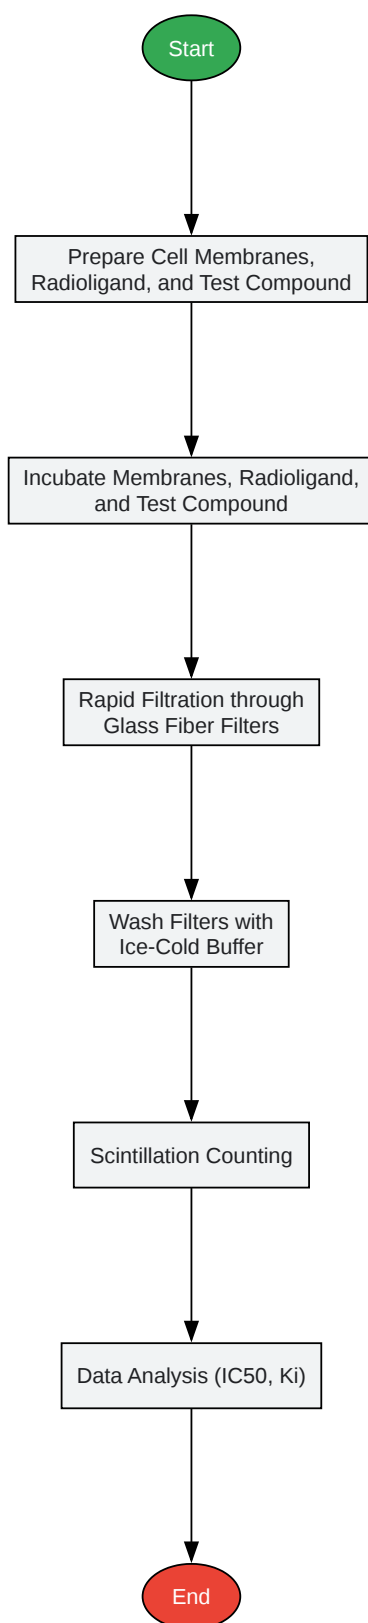 Start
Prepare Cell Membranes,
Radioligand, and Test Compound
Incubate Membranes, Radioligand,
and Test Compound
Rapid Filtration through
Glass Fiber Filters
Wash Filters with
Ice-Cold Buffer
Scintillation Counting
Data Analysis (IC50, Ki)
End